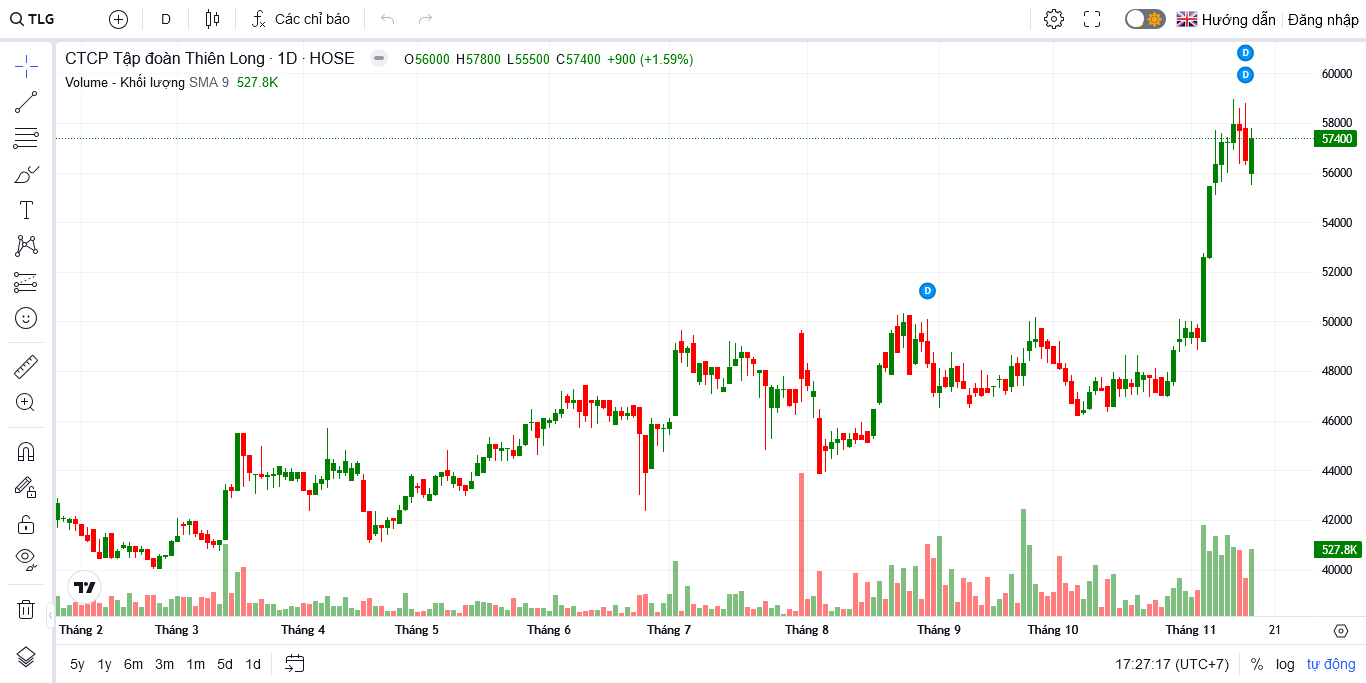 TLG D Các chỉ báo Hướng dẫn Đăng nhập
CTCP Tập đoàn Thiên Long · 1D · HOSE O56000 H57800 L55500 C57400 +900 (+1.59%)
Volume - Khối lượng SMA 9 527.8K
D
D
D
60000
58000
57400
56000
54000
52000
50000
48000
46000
44000
42000
527.8K
40000
Tháng 2 Tháng 3 Tháng 4 Tháng 5 Tháng 6 Tháng 7 Tháng 8 Tháng 9 Tháng 10 Tháng 11 21
5y 1y 6m 3m 1m 5d 1d 17:27:17 (UTC+7) % log tự động